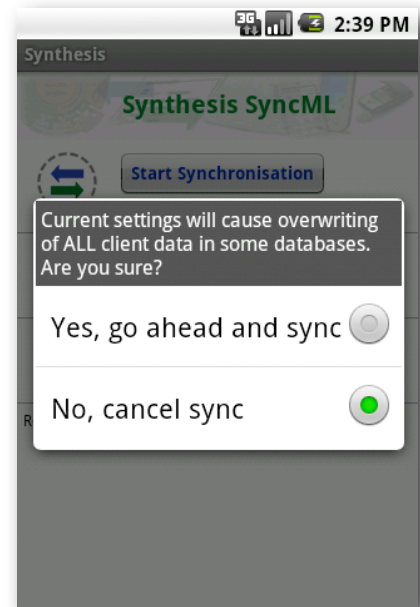 3G 2:39 PM
Synthesis
Synthesis SyncML
Start Synchronisation
Current settings will cause overwriting
of ALL client data in some databases.
Are you sure?
Yes, go ahead and sync
No, cancel sync
R